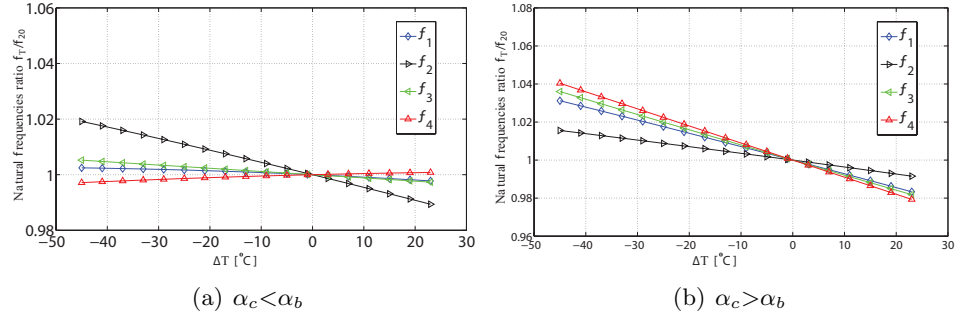 1.06
1.04
1.02
1
0.98
Natural frequencies ratio f_T/f_20
−50 −40 −30 −20 −10 0 10 20 30
ΔT [°C]
f_1
f_2
f_3
f_4
(a) α_c<α_b
1.08
1.06
1.04
1.02
1
0.98
0.96
Natural frequencies ratio f_T/f_20
−50 −40 −30 −20 −10 0 10 20 30
ΔT [°C]
f_1
f_2
f_3
f_4
(b) α_c>α_b